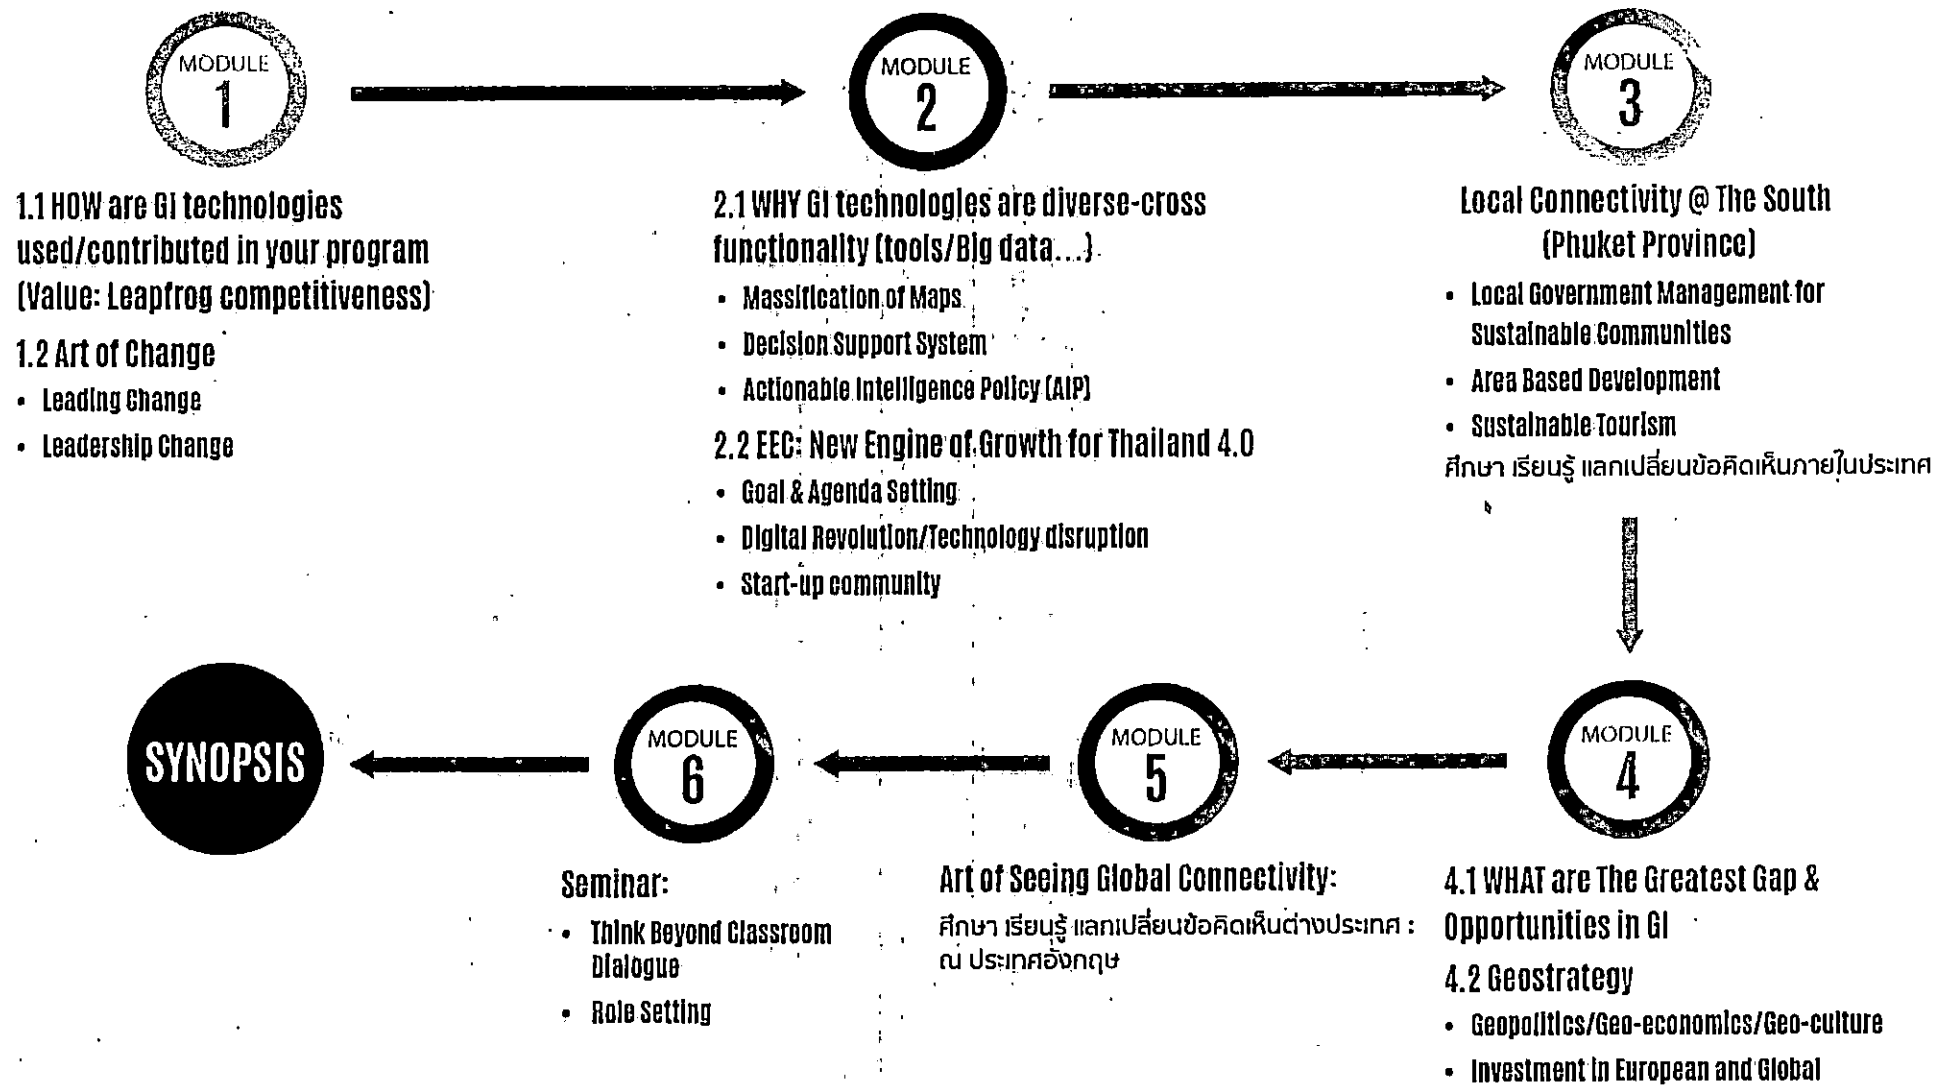 MODULE
1
1.1 HOW are GI technologies
used/contributed in your program
(Value: Leapfrog competitiveness)
1.2 Art of Change
• Leading Change
• Leadership Change
MODULE
2
2.1 WHY GI technologies are diverse-cross
functionality (tools/Big data...)
• Massification of Maps
• Decision Support System
• Actionable Intelligence Policy (AIP)
2.2 EEC: New Engine of Growth for Thailand 4.0
• Goal & Agenda Setting
• Digital Revolution/Technology disruption
• Start-up community
MODULE
3
Local Connectivity @ The South
(Phuket Province)
• Local Government Management for
Sustainable Communities
• Area Based Development
• Sustainable Tourism
ศึกษา เรียนรู้ แลกเปลี่ยนข้อคิดเห็นภายในประเทศ
MODULE
4
4.1 WHAT are The Greatest Gap &
Opportunities in GI
4.2 Geostrategy
• Geopolitics/Geo-economics/Geo-culture
• Investment in European and Global
MODULE
5
Art of Seeing Global Connectivity:
ศึกษา เรียนรู้ แลกเปลี่ยนข้อคิดเห็นต่างประเทศ :
ณ ประเทศอังกฤษ
MODULE
6
Seminar:
• Think Beyond Classroom
Dialogue
• Role Setting
SYNOPSIS